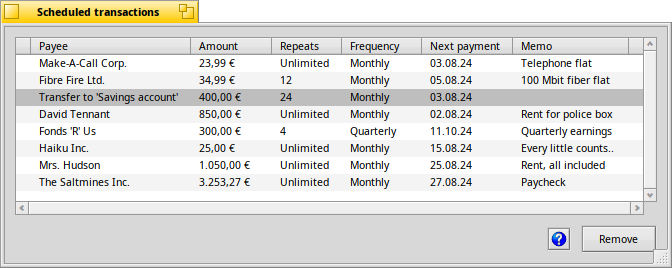 Scheduled transactions
Payee Amount Repeats Frequency Next payment Memo
Make-A-Call Corp. 23,99 € Unlimited Monthly 03.08.24 Telephone flat
Fibre Fire Ltd. 34,99 € 12 Monthly 05.08.24 100 Mbit fiber flat
Transfer to 'Savings account' 400,00 € 24 Monthly 03.08.24
David Tennant 850,00 € Unlimited Monthly 02.08.24 Rent for police box
Fonds 'R' Us 300,00 € 4 Quarterly 11.10.24 Quarterly earnings
Haiku Inc. 25,00 € Unlimited Monthly 15.08.24 Every little counts..
Mrs. Hudson 1.050,00 € Unlimited Monthly 25.08.24 Rent, all included
The Saltmines Inc. 3.253,27 € Unlimited Monthly 27.08.24 Paycheck
? Remove